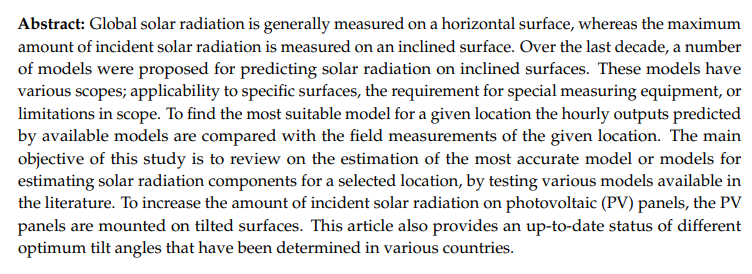 Abstract: Global solar radiation is generally measured on a horizontal surface, whereas the maximum
amount of incident solar radiation is measured on an inclined surface. Over the last decade, a number
of models were proposed for predicting solar radiation on inclined surfaces. These models have
various scopes; applicability to specific surfaces, the requirement for special measuring equipment, or
limitations in scope. To find the most suitable model for a given location the hourly outputs predicted
by available models are compared with the field measurements of the given location. The main
objective of this study is to review on the estimation of the most accurate model or models for
estimating solar radiation components for a selected location, by testing various models available in
the literature. To increase the amount of incident solar radiation on photovoltaic (PV) panels, the PV
panels are mounted on tilted surfaces. This article also provides an up-to-date status of different
optimum tilt angles that have been determined in various countries.